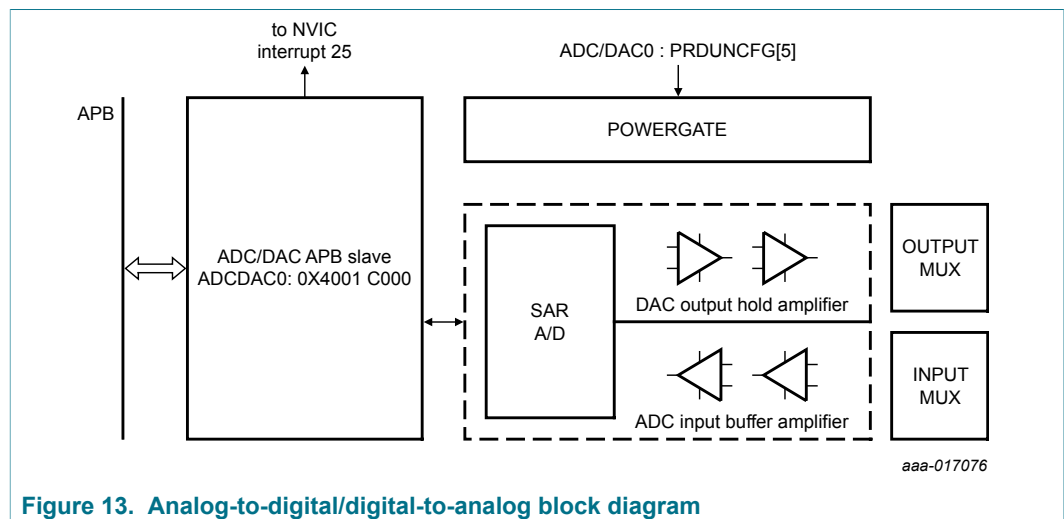 to NVIC
interrupt 25
ADC/DAC0 : PRDUNCFG[5]
APB
POWERGATE
ADC/DAC APB slave
ADCDAC0: 0X4001 C000
SAR
A/D
DAC output hold amplifier
ADC input buffer amplifier
OUTPUT
MUX
INPUT
MUX
aaa-017076
Figure 13. Analog-to-digital/digital-to-analog block diagram